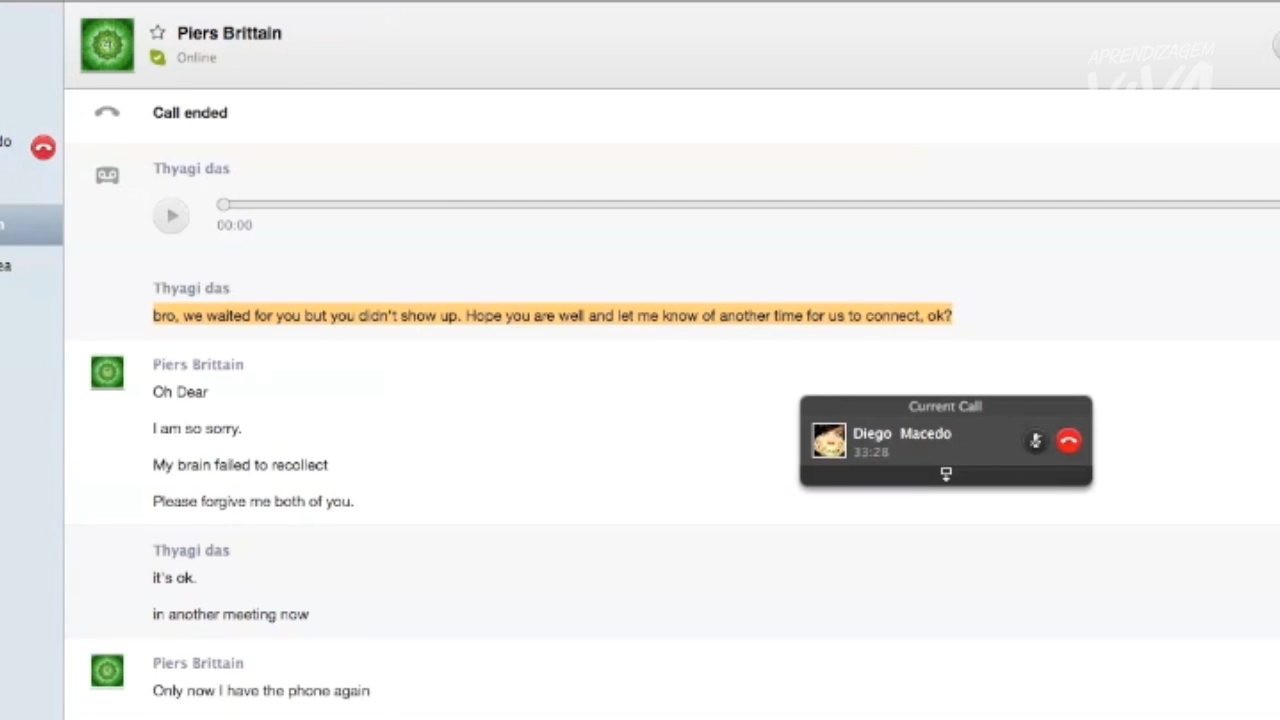 Piers Brittain
Online
APRENDIZAGEM
VIVA
do
Call ended
Thyagi das
00:00
n
ea
Thyagi das
bro, we waited for you but you didn't show up. Hope you are well and let me know of another time for us to connect, ok?
Piers Brittain
Oh Dear
I am so sorry.
My brain failed to recollect
Please forgive me both of you.
Current Call
Diego Macedo
33:28
Thyagi das
it's ok.
in another meeting now
Piers Brittain
Only now I have the phone again